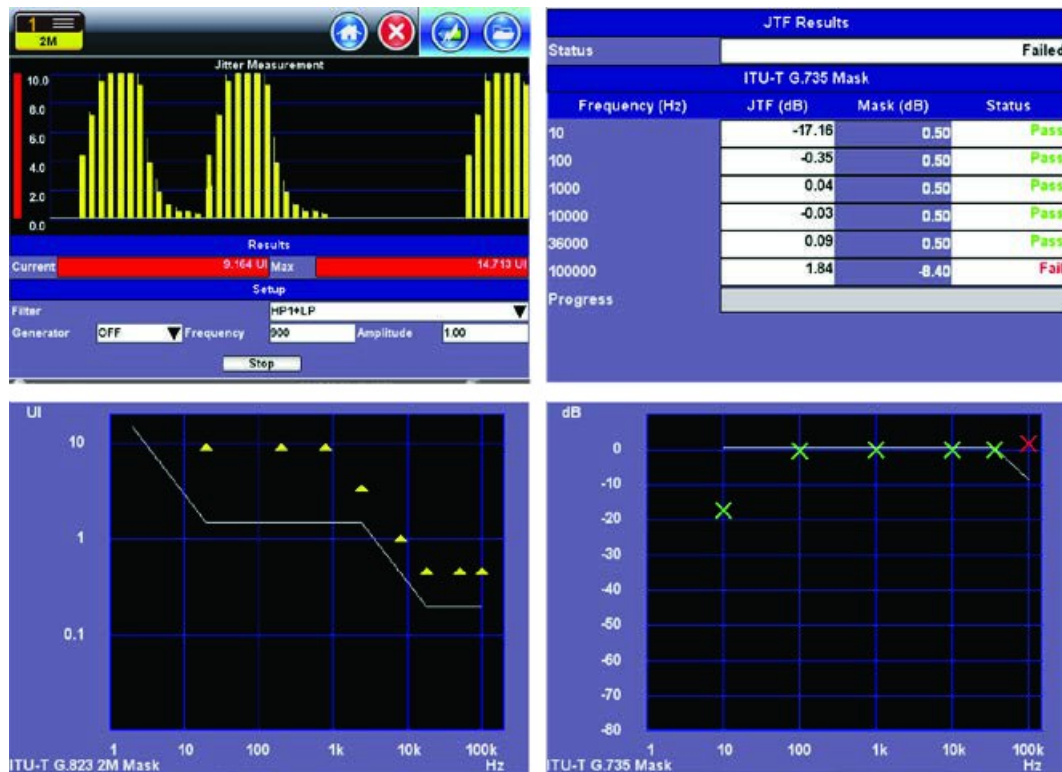 1
2M
Jitter Measurement
10.0
8.0
6.0
4.0
2.0
0.0
Results
Current 9.164 UI Max 14.713 UI
Setup
Filter HP1+LP
Generator OFF Frequency 900 Amplitude 1.00
Stop
JTF Results
Status Failed
ITU-T G.735 Mask
Frequency (Hz) JTF (dB) Mask (dB) Status
10 -17.16 0.50 Pass
100 -0.35 0.50 Pass
1000 0.04 0.50 Pass
10000 -0.03 0.50 Pass
36000 0.09 0.50 Pass
100000 1.84 -8.40 Fail
Progress
UI
10
1
0.1
1 10 100 1k 10k 100k
ITU-T G.823 2M Mask Hz
dB
0
-10
-20
-30
-40
-50
-60
-70
-80
1 10 100 1k 10k 100k
ITU-T G.735 Mask Hz